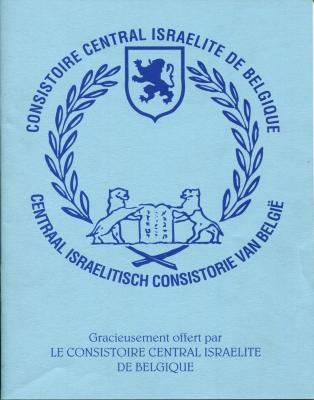 CONSISTOIRE CENTRAL ISRAELITE DE BELGIQUE
CENTRAAL ISRAELITISCH CONSISTORIE VAN BELGIË
Gracieusement offert par
LE CONSISTOIRE CENTRAL ISRAELITE
DE BELGIQUE